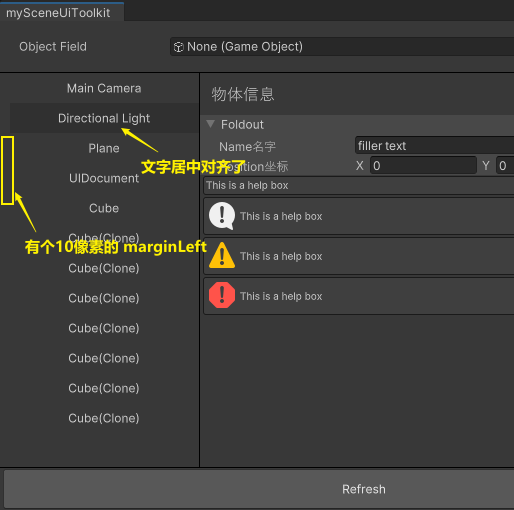 mySceneUiToolkit
Object Field
None (Game Object)
Main Camera
物体信息
Directional Light
Foldout
Plane
Name名字
filler text
文字居中对齐了
Position坐标
X 0
Y 0
UIDocument
This is a help box
Cube
This is a help box
Cube(Clone)
有个10像素的 marginLeft
Cube(Clone)
This is a help box
Cube(Clone)
This is a help box
Cube(Clone)
Cube(Clone)
Cube(Clone)
Cube(Clone)
Refresh